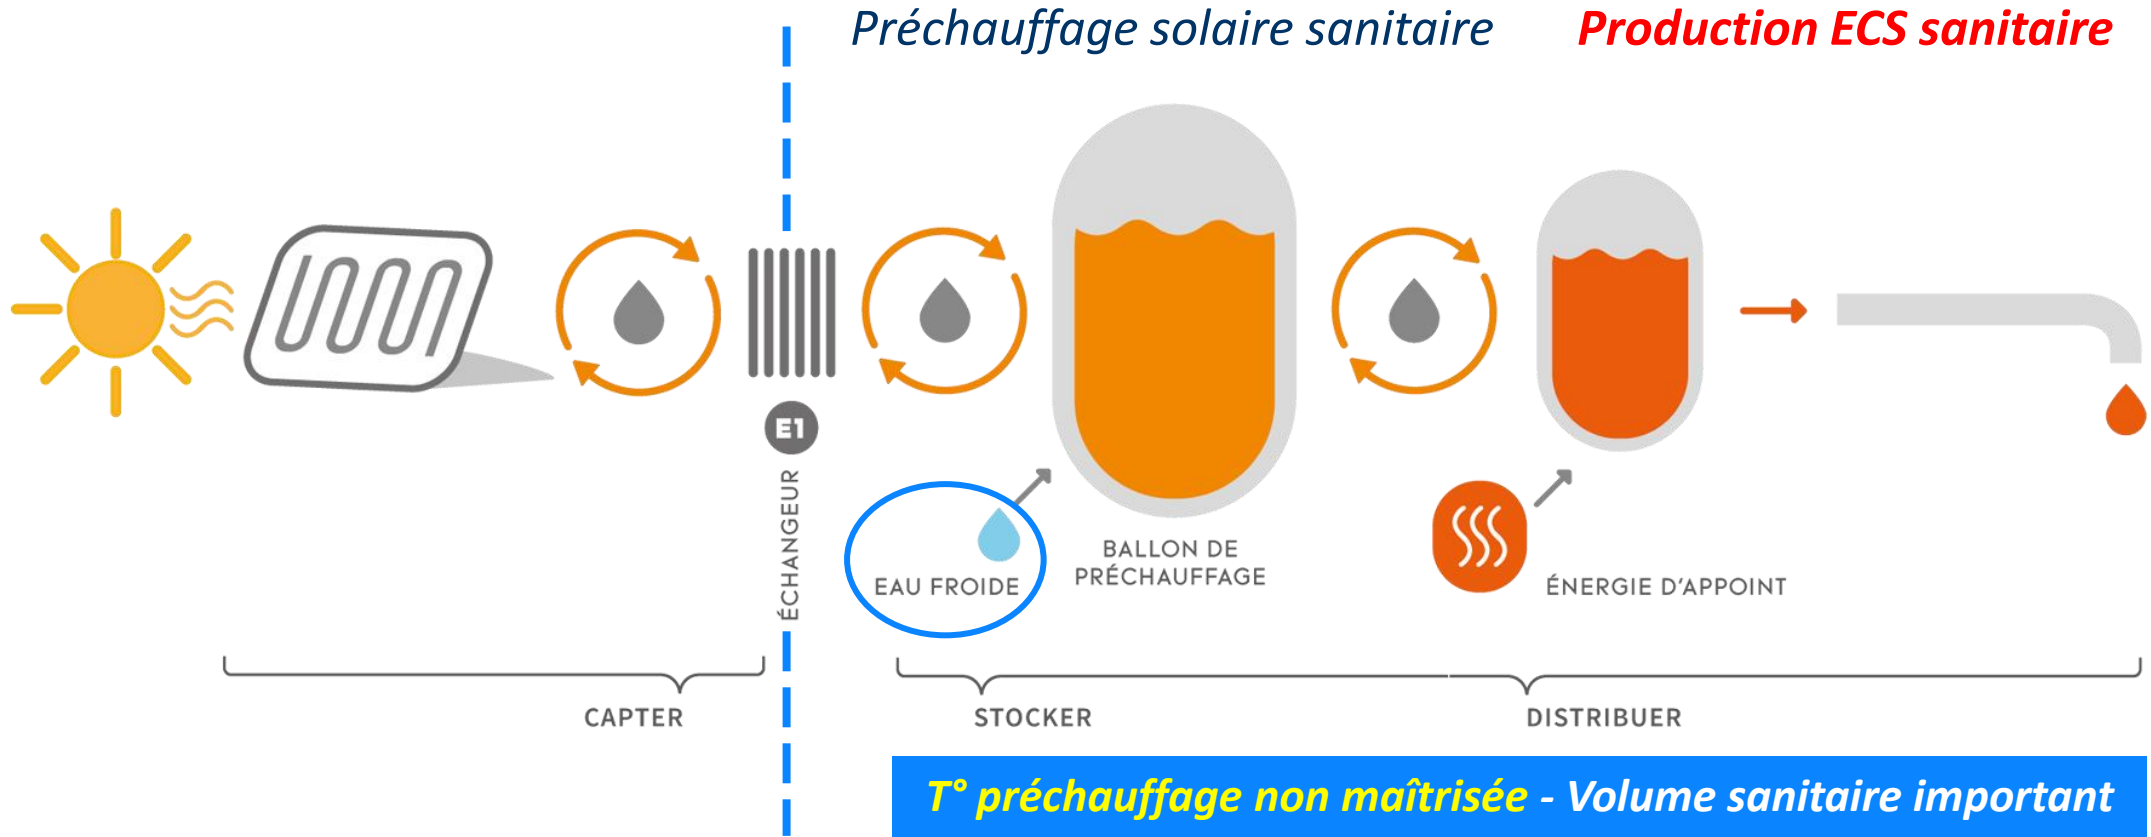 Préchauffage solaire sanitaire
Production ECS sanitaire
E1
ÉCHANGEUR
EAU FROIDE
BALLON DE
PRÉCHAUFFAGE
ÉNERGIE D'APPOINT
CAPTER
STOCKER
DISTRIBUER
T° préchauffage non maîtrisée - Volume sanitaire important